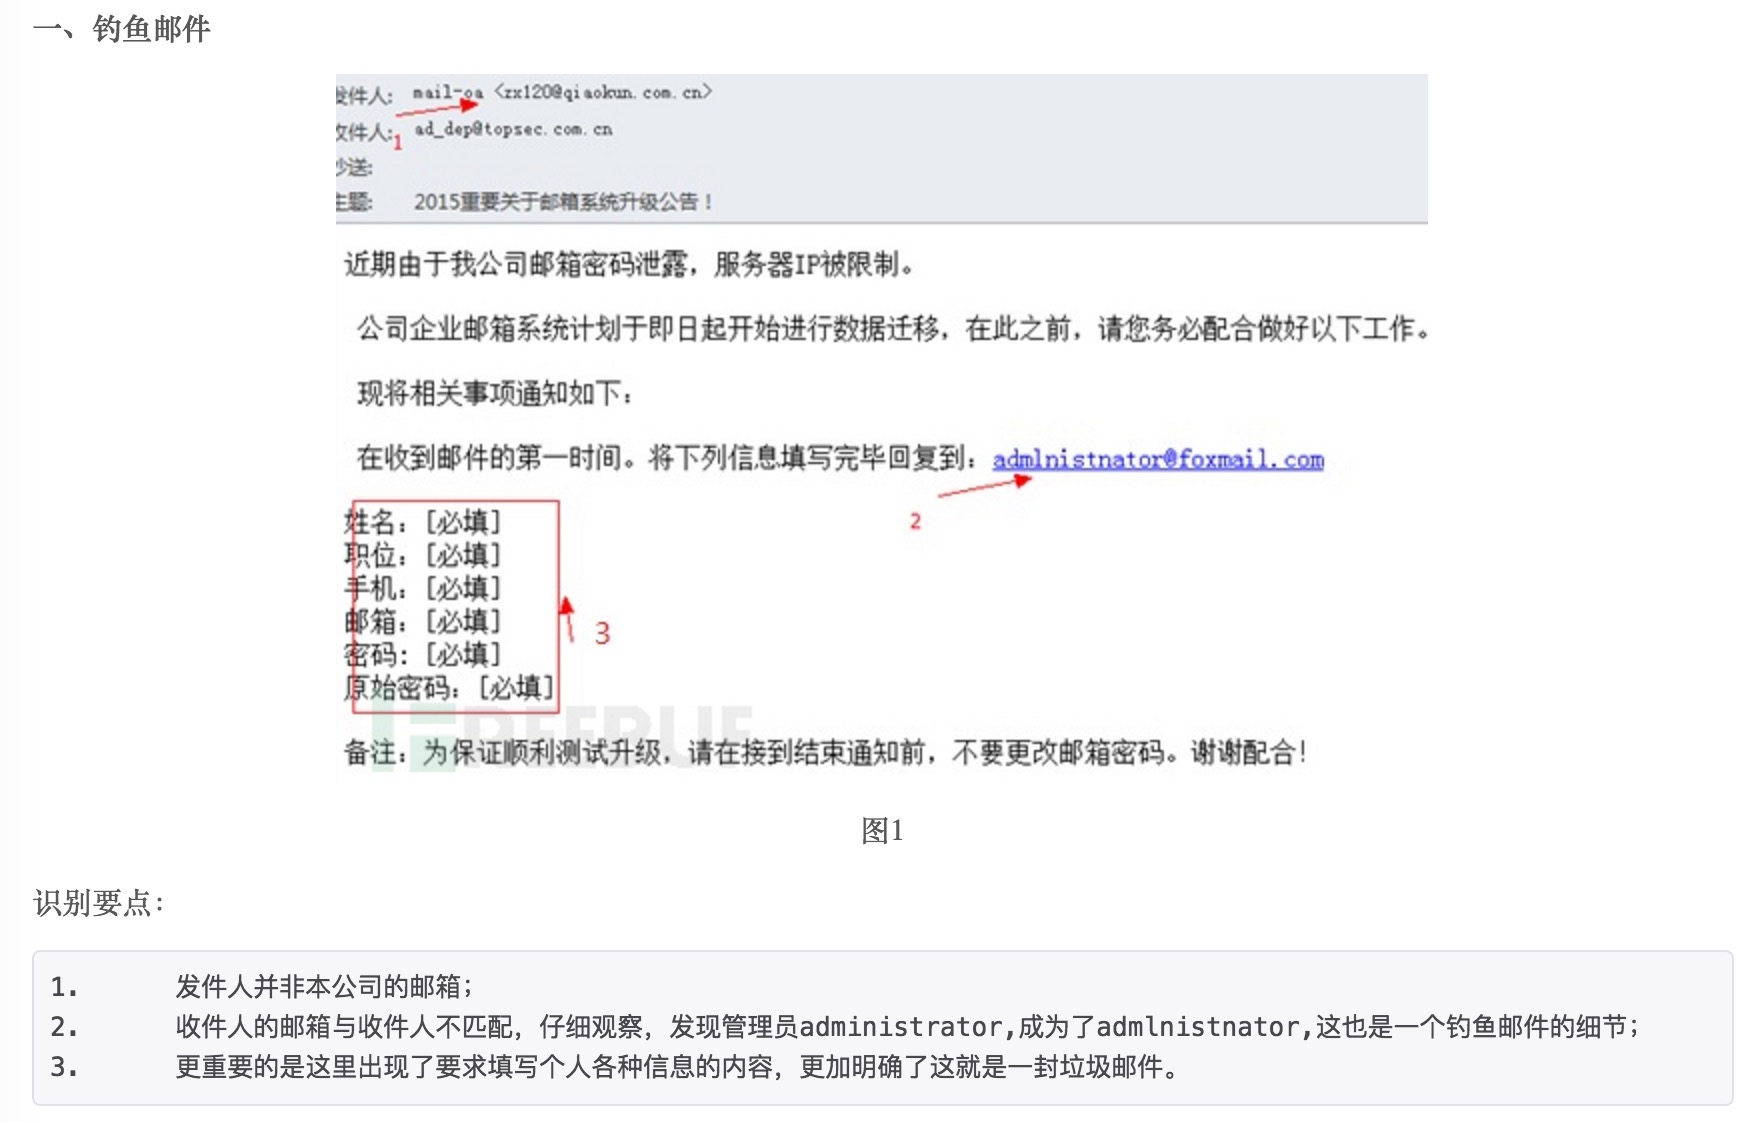 一、钓鱼邮件
发件人: mail-oa <zx120@qiaokun.com.cn>
收件人: ad_dep@topsec.com.cn
1
抄送:
主题: 2015重要关于邮箱系统升级公告！
近期由于我公司邮箱密码泄露，服务器IP被限制。
公司企业邮箱系统计划于即日起开始进行数据迁移，在此之前，请您务必配合做好以下工作。
现将相关事项通知如下：
在收到邮件的第一时间。将下列信息填写完毕回复到：admlnistnator@foxmail.com
2
姓名：[必填]
职位：[必填]
手机：[必填]
邮箱：[必填]
3
密码：[必填]
原始密码：[必填]
FREEBUF
备注：为保证顺利测试升级，请在接到结束通知前，不要更改邮箱密码。谢谢配合！
图1
识别要点：
1. 发件人并非本公司的邮箱；
2. 收件人的邮箱与收件人不匹配，仔细观察，发现管理员administrator,成为了admlnistnator,这也是一个钓鱼邮件的细节；
3. 更重要的是这里出现了要求填写个人各种信息的内容，更加明确了这就是一封垃圾邮件。